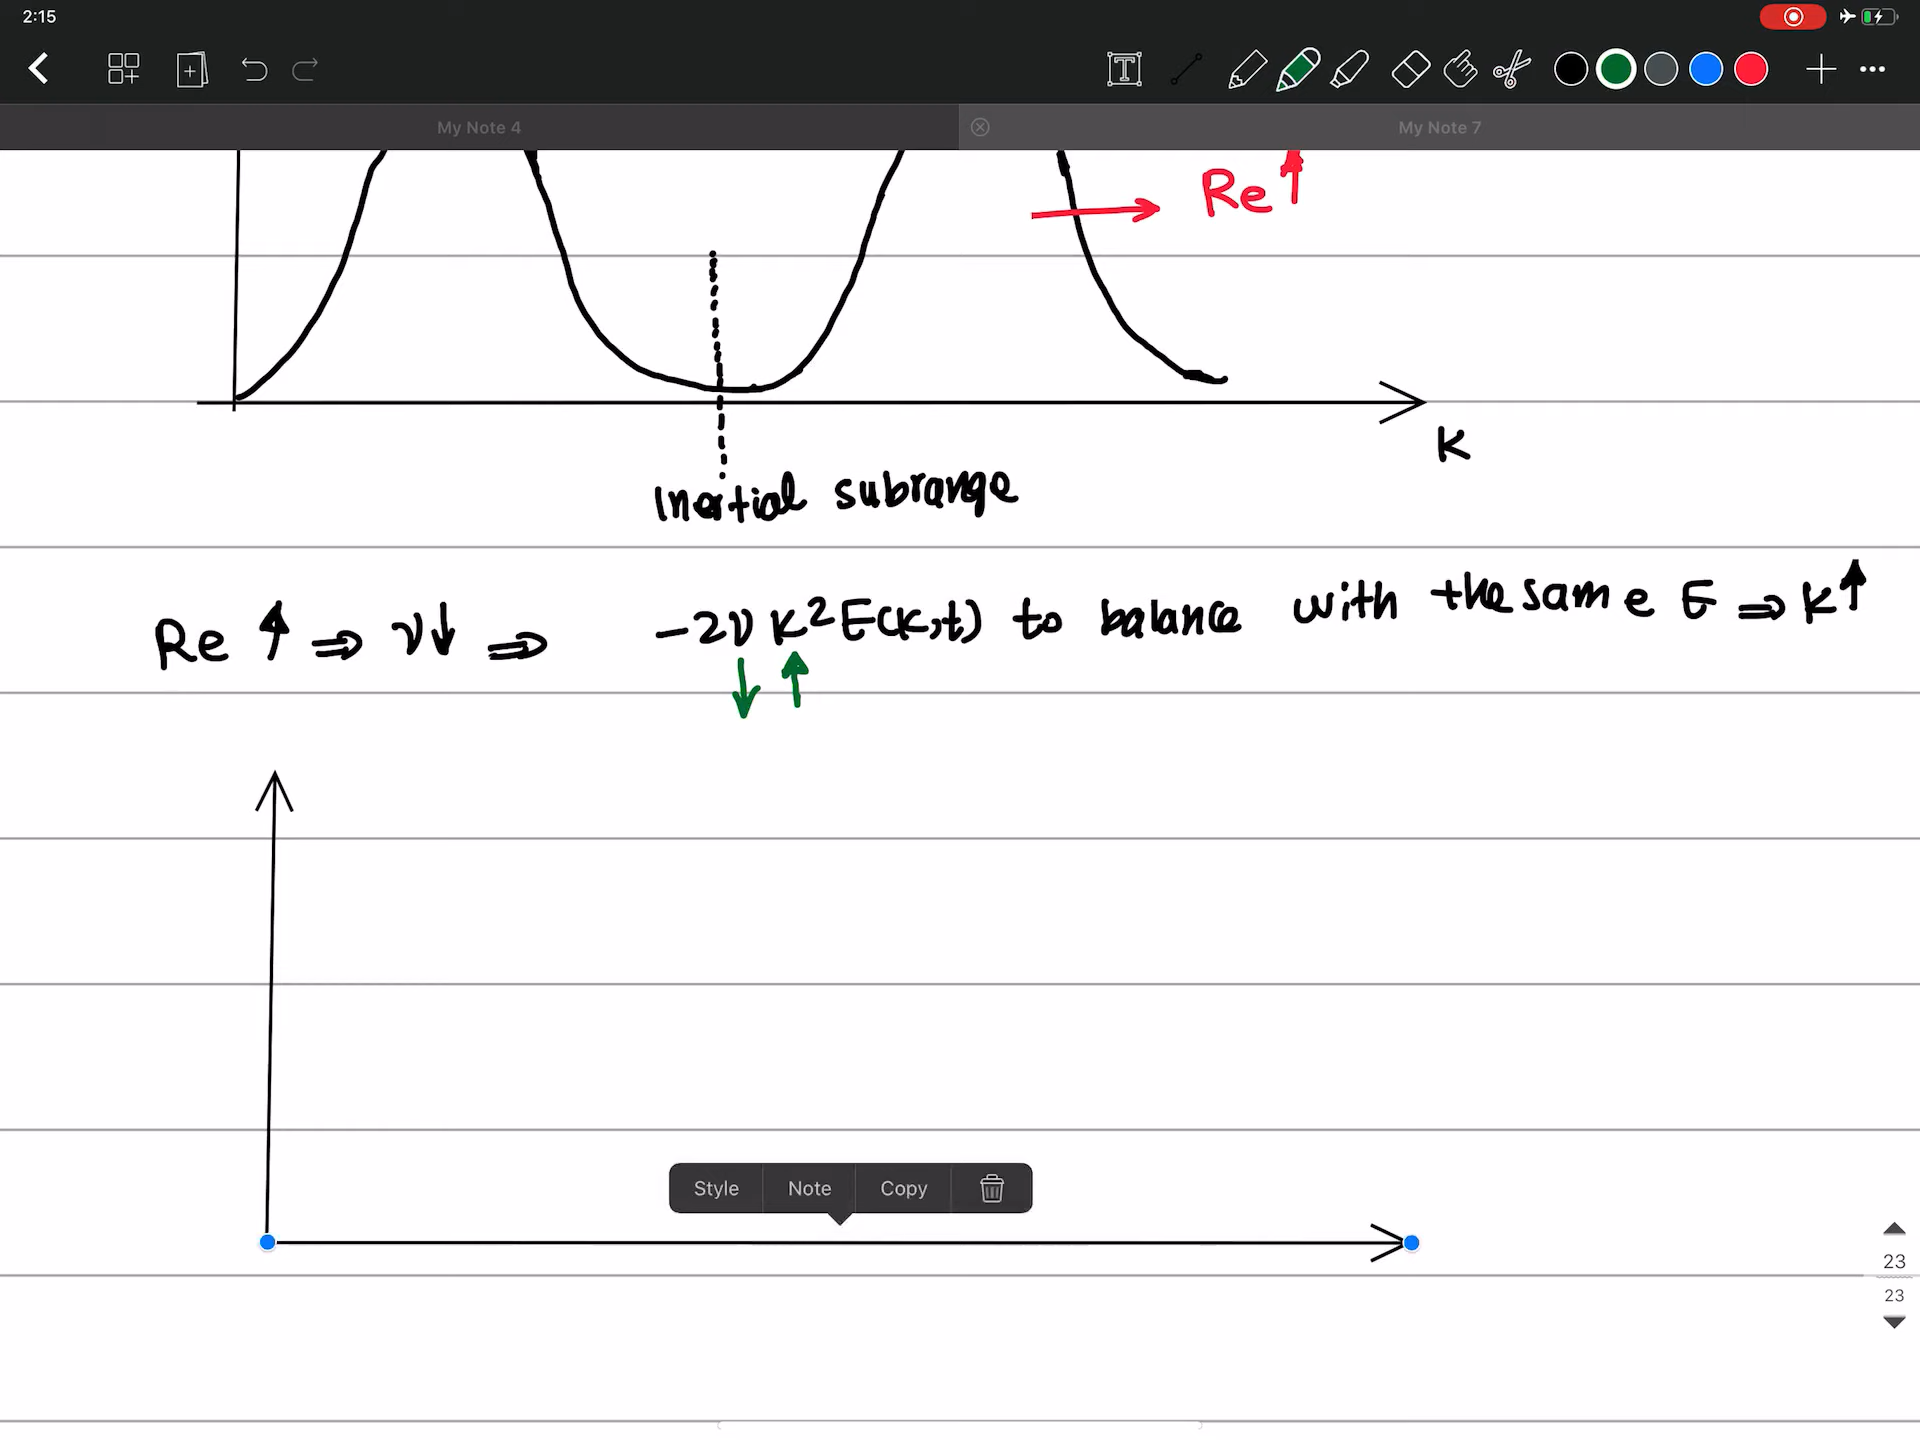 2:15
T
My Note 4
My Note 7
Re ↑
K
Inertial subrange
Re ↑ ⇒ ν↓ ⇒ -2ν K²E(K,t) to balance with the same E ⇒ K↑
↓ ↑
Style Note Copy
23
23